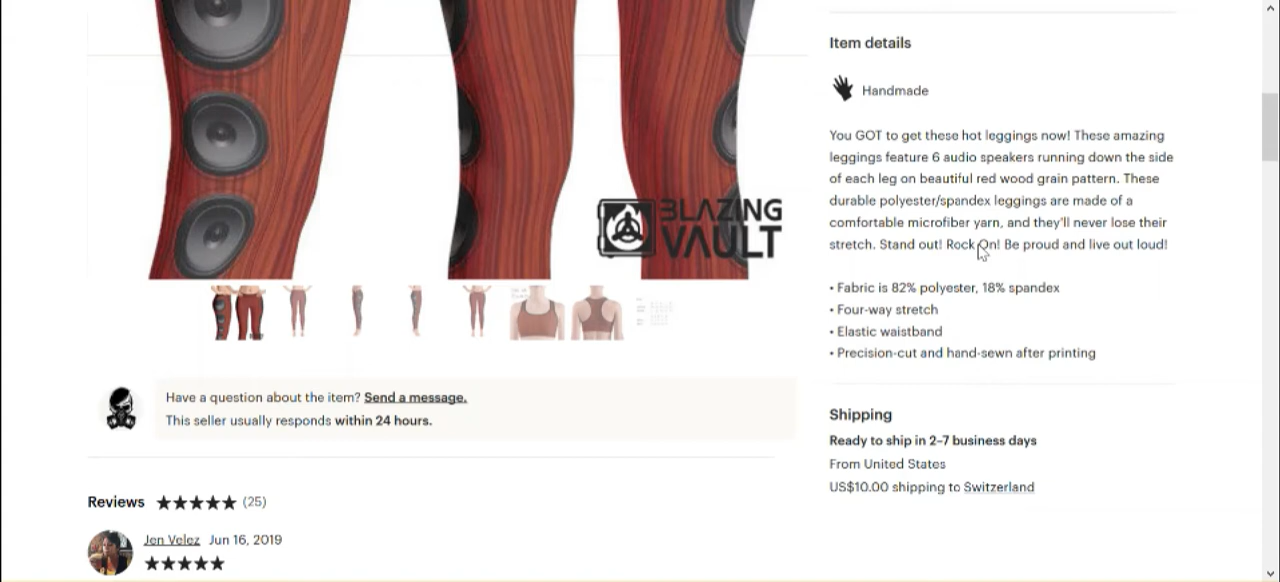 BLAZING
VAULT
Have a question about the item? Send a message.
This seller usually responds within 24 hours.
Reviews ★★★★★ (25)
Jen Velez Jun 16, 2019
★★★★★
Item details
Handmade
You GOT to get these hot leggings now! These amazing
leggings feature 6 audio speakers running down the side
of each leg on beautiful red wood grain pattern. These
durable polyester/spandex leggings are made of a
comfortable microfiber yarn, and they'll never lose their
stretch. Stand out! Rock On! Be proud and live out loud!
• Fabric is 82% polyester, 18% spandex
• Four-way stretch
• Elastic waistband
• Precision-cut and hand-sewn after printing
Shipping
Ready to ship in 2–7 business days
From United States
US$10.00 shipping to Switzerland